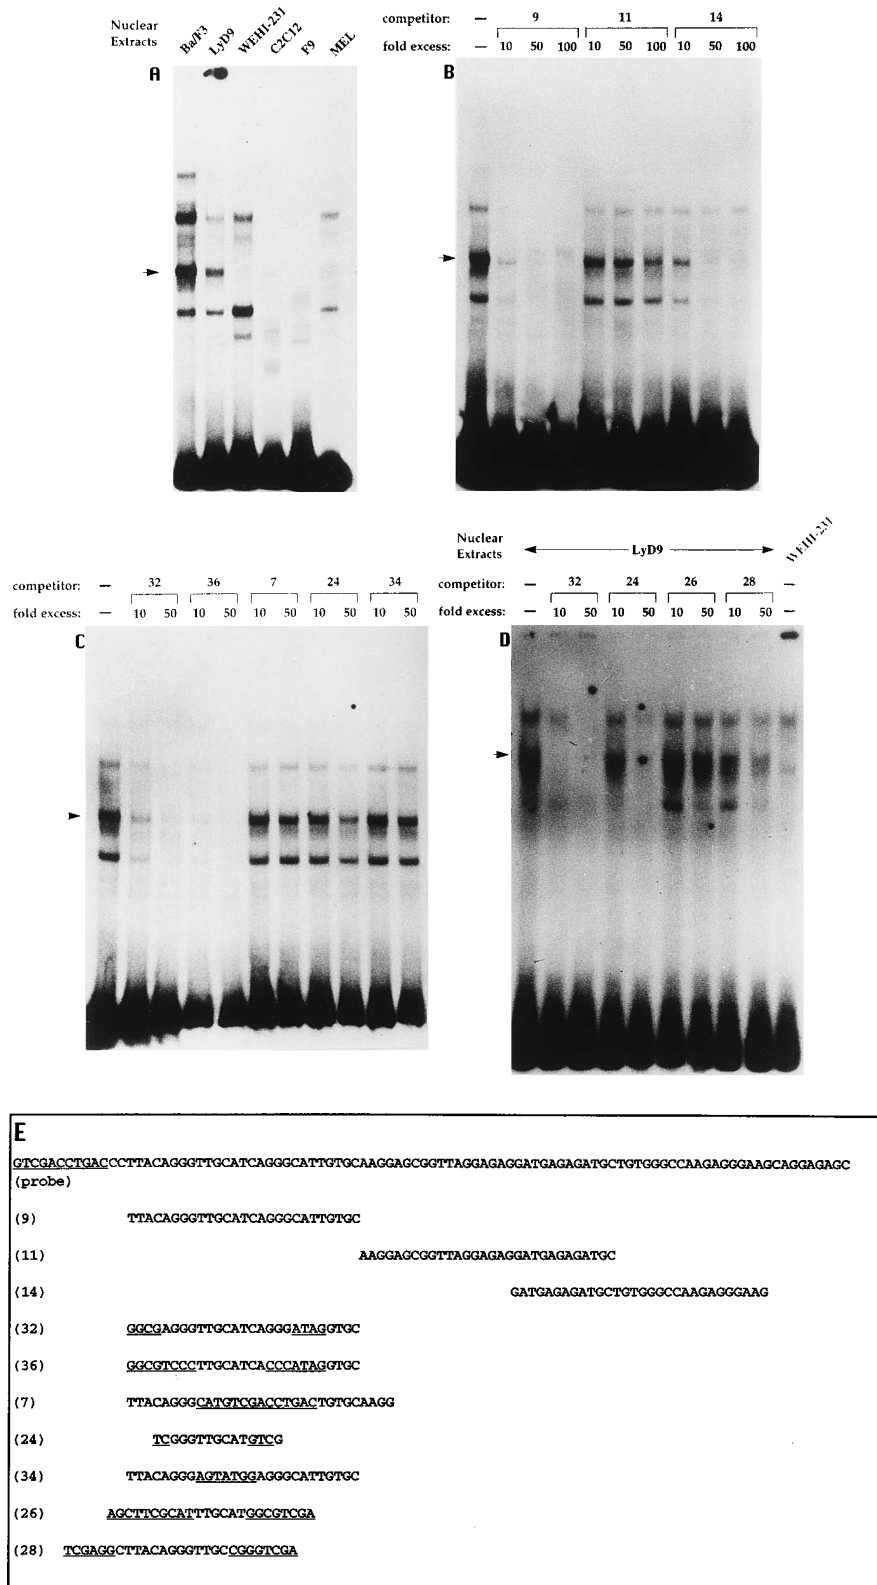 Nuclear Extracts
Ba/F3 LyD9 WEHI-231 C2C12 F9 MEL
A
competitor: — 9 11 14
fold excess: — 10 50 100 10 50 100 10 50 100
B
competitor: — 32 36 7 24 34
fold excess: — 10 50 10 50 10 50 10 50 10 50
C
Nuclear Extracts LyD9 WEHI-231
competitor: — 32 24 26 28 —
fold excess: — 10 50 10 50 10 50 10 50 —
D
E
GTCGACCTGACCCTTACAGGGTTGCATCAGGGCATTGTGCAAGGAGCGGTTAGGAGAGGATGAGAGATGCTGTGGGCCAAGAGGGAAGCAGGAGAGC
(probe)
(9) TTACAGGGTTGCATCAGGGCATTGTGC
(11) AAGGAGCGGTTAGGAGAGGATGAGAGATGC
(14) GATGAGAGATGCTGTGGGCCAAGAGGGAAG
(32) GGCGAGGGTTGCATCAGGGATAGGTGC
(36) GGCGTCCCTTGCATCACCCATAGGTGC
(7) TTACAGGGCATGTCGACCTGACTGTGCAAGG
(24) TCGGGTTGCATGTCG
(34) TTACAGGGAGTATGGAGGGCATTGTGC
(26) AGCTTCGCATTTGCATGGCGTCGA
(28) TCGAGGCTTACAGGGTTGCCGGGTCGA